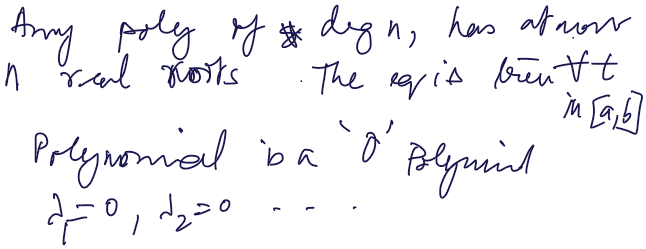 Any poly of deg n, has atmost
n real roots. The eq is true ∀ t
in [a,b]
Polynomial is a '0' Polynomial
λ₁=0, λ₂=0 - - .